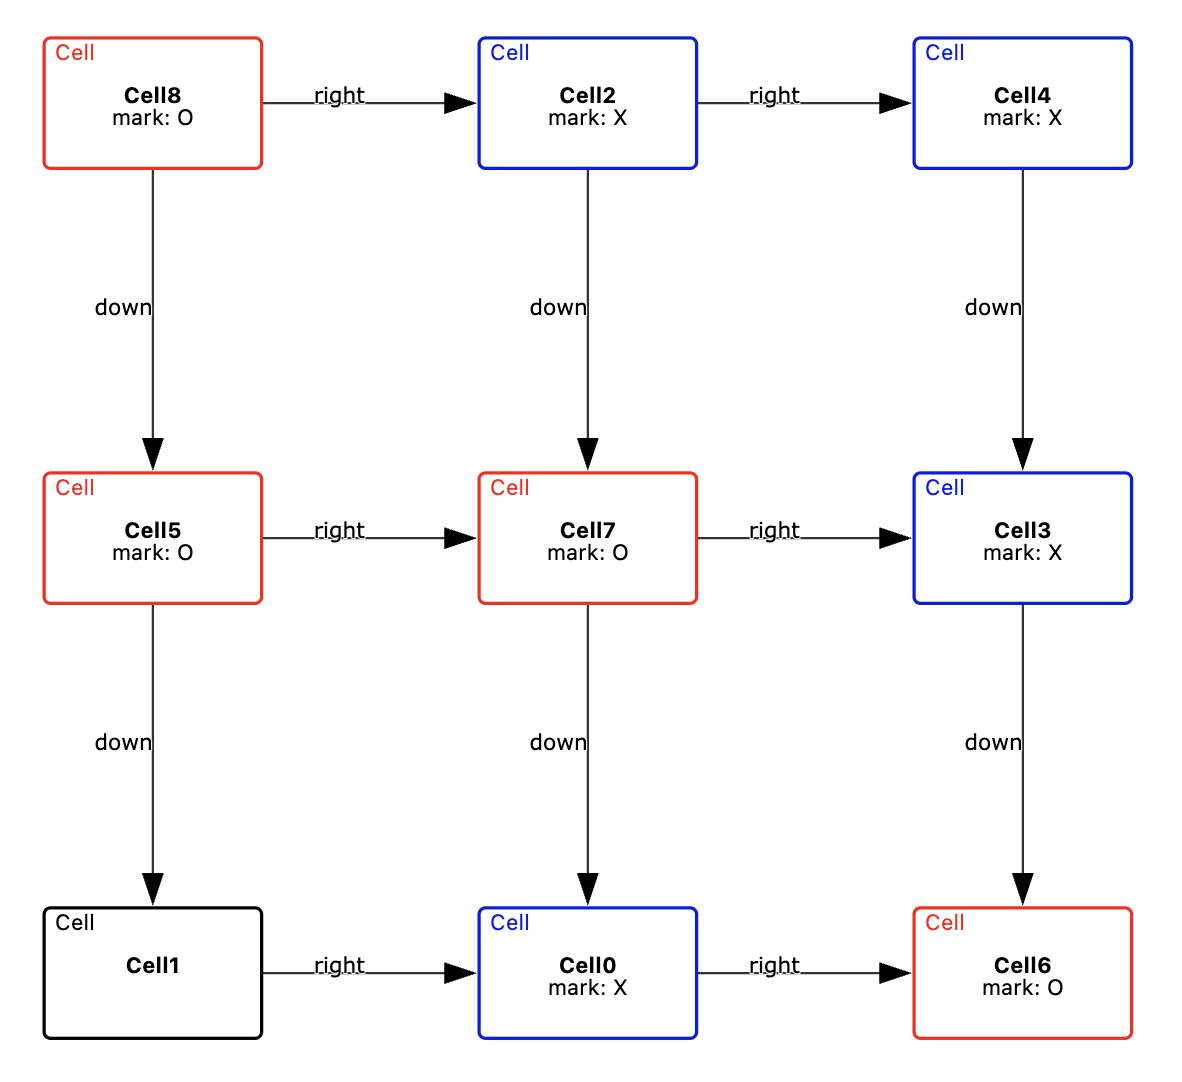 Cell
Cell8
mark: O
right
Cell
Cell2
mark: X
right
Cell
Cell4
mark: X
down
down
down
Cell
Cell5
mark: O
right
Cell
Cell7
mark: O
right
Cell
Cell3
mark: X
down
down
down
Cell
Cell1
right
Cell
Cell0
mark: X
right
Cell
Cell6
mark: O